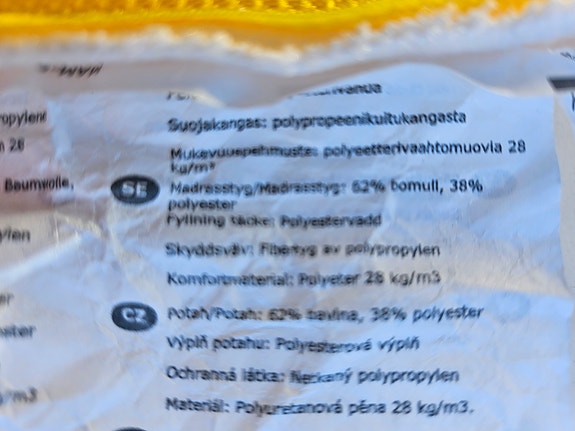 Suojakangas: polypropeenikuitukangasta
Mukavuuspehmuste: polyeetterivaahtomuovia 28
kg/m³
Baumwolle,
SE
Madrasstyg/Madrasstyg: 62% bomull, 38%
polyester
Fyllning täcke: Polyestervadd
Skyddsväv: Fibertyg av polypropylen
Komfortmaterial: Polyeter 28 kg/m3
CZ
Potah/Potah: 62% bavlna, 38% polyester
Výplň potahu: Polyesterová výplň
Ochranná látka: Netkaný polypropylen
Materiál: Polyuretanová pěna 28 kg/m3.